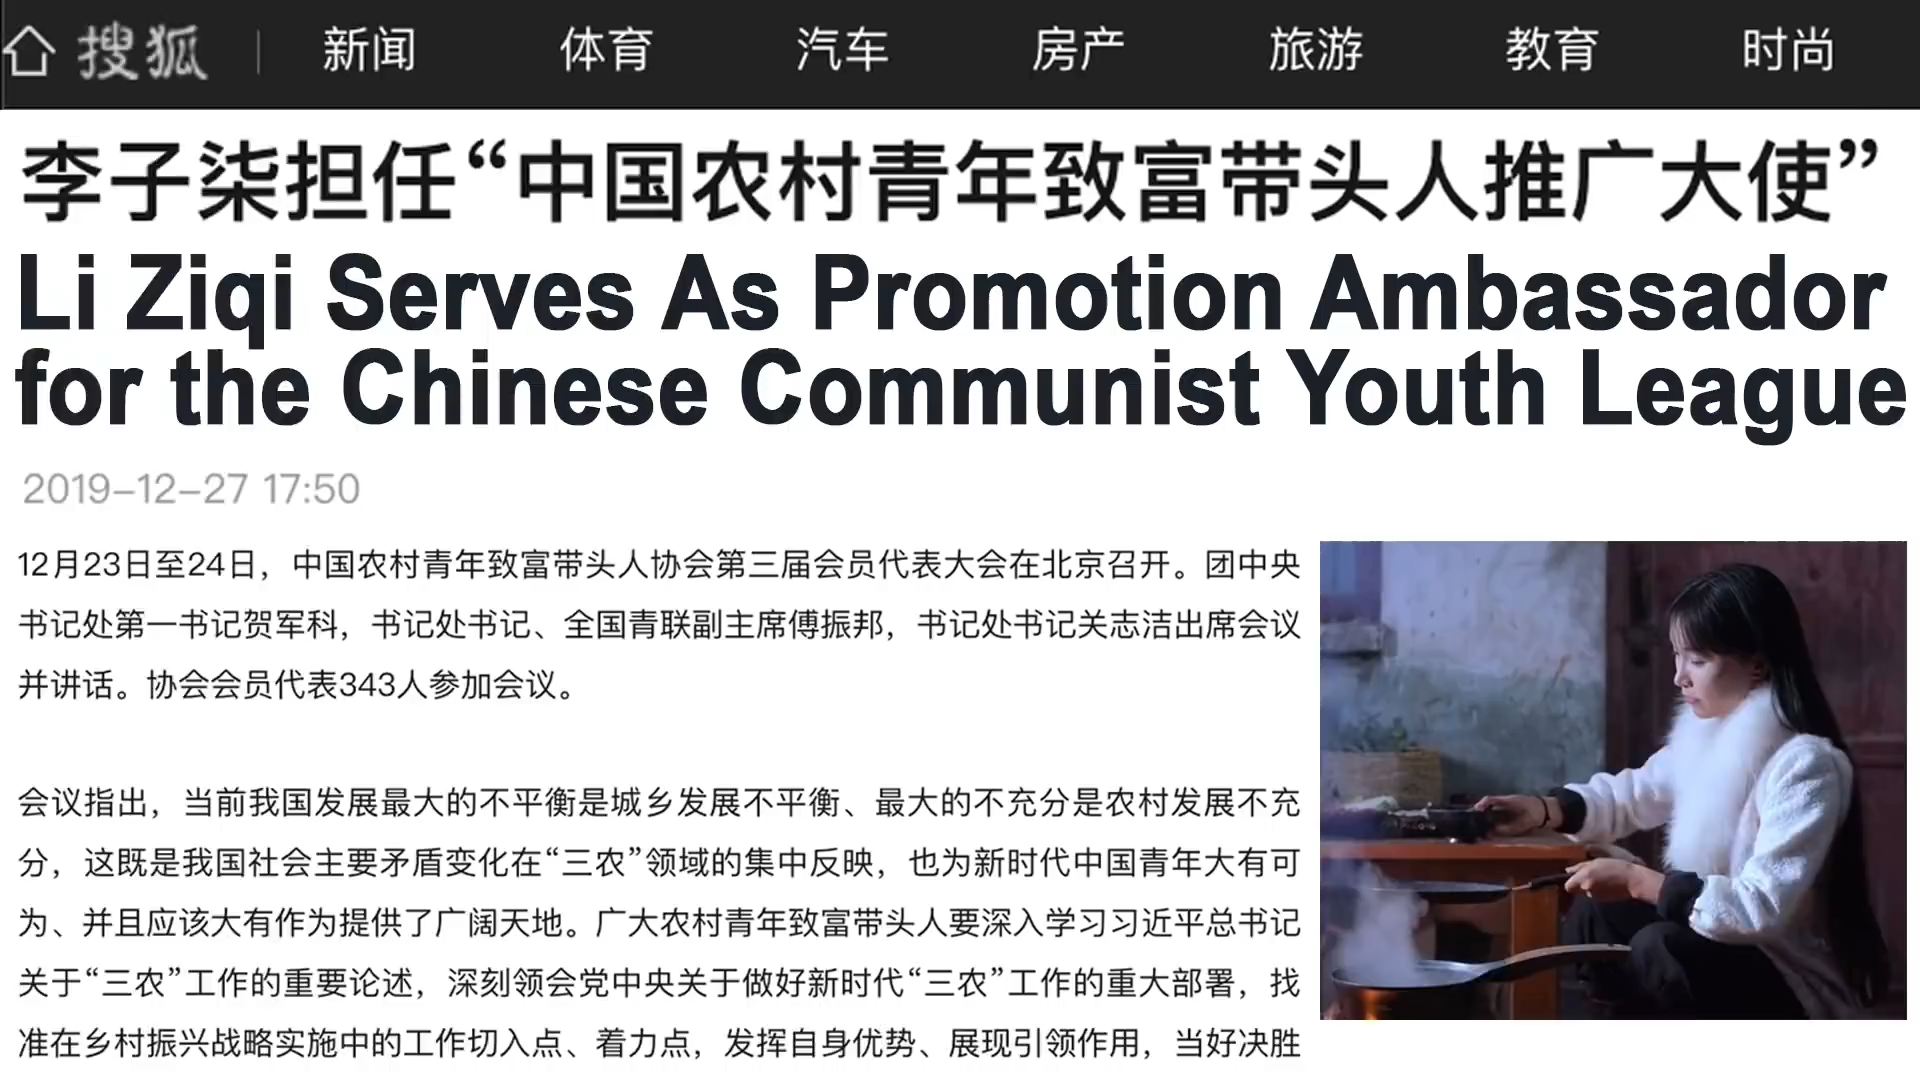 搜狐 新闻 体育 汽车 房产 旅游 教育 时尚
李子柒担任“中国农村青年致富带头人推广大使”
Li Ziqi Serves As Promotion Ambassador
for the Chinese Communist Youth League
2019-12-27 17:50
12月23日至24日，中国农村青年致富带头人协会第三届会员代表大会在北京召开。团中央
书记处第一书记贺军科，书记处书记、全国青联副主席傅振邦，书记处书记关志洁出席会议
并讲话。协会会员代表343人参加会议。
会议指出，当前我国发展最大的不平衡是城乡发展不平衡、最大的不充分是农村发展不充
分，这既是我国社会主要矛盾变化在“三农”领域的集中反映，也为新时代中国青年大有可
为、并且应该大有作为提供了广阔天地。广大农村青年致富带头人要深入学习习近平总书记
关于“三农”工作的重要论述，深刻领会党中央关于做好新时代“三农”工作的重大部署，找
准在乡村振兴战略实施中的工作切入点、着力点，发挥自身优势、展现引领作用，当好决胜